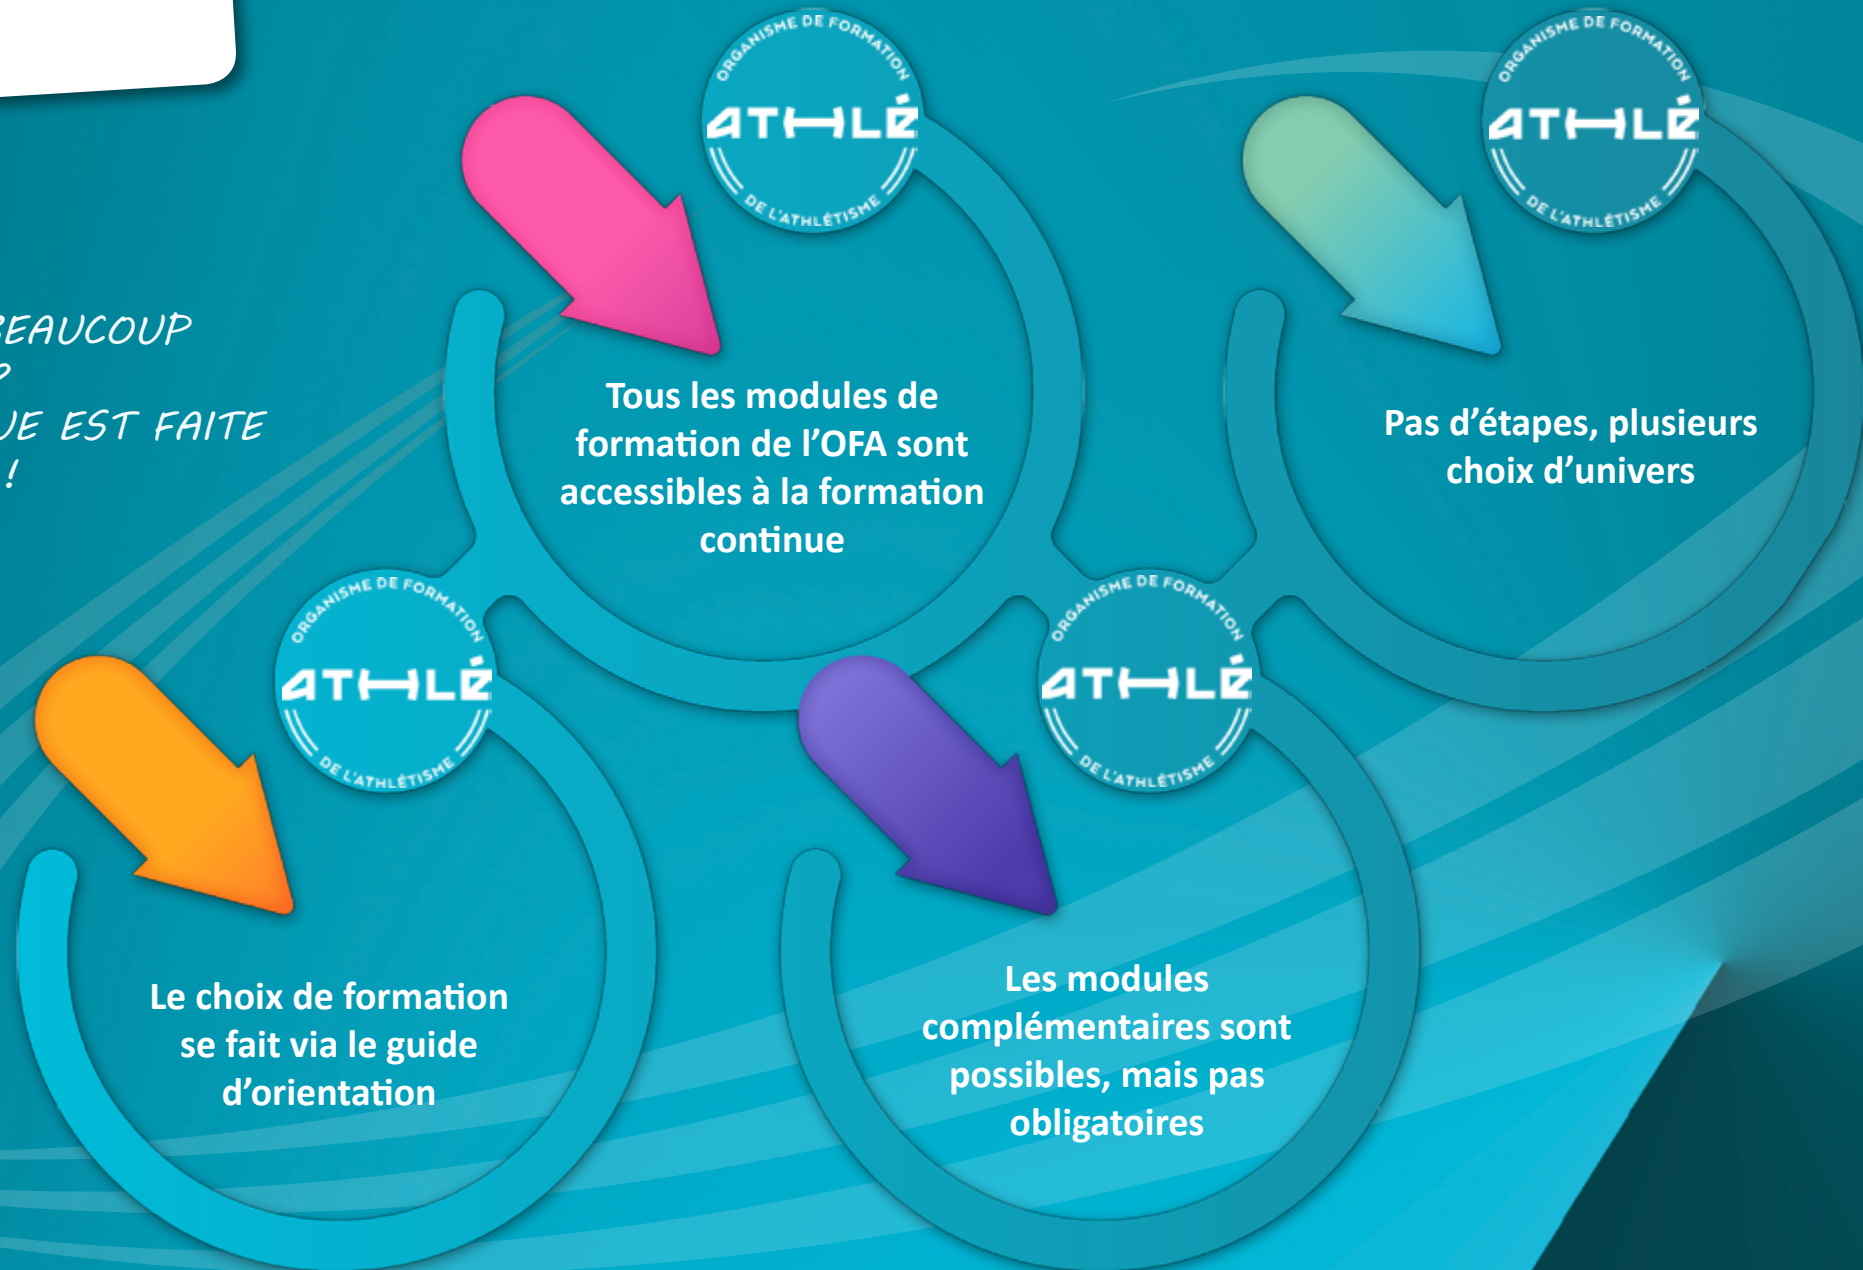 BEAUCOUP
?
UE EST FAITE
!
ORGANISME DE FORMATION
ATHLÉ
DE L'ATHLÉTISME
Tous les modules de
formation de l'OFA sont
accessibles à la formation
continue
ORGANISME DE FORMATION
ATHLÉ
DE L'ATHLÉTISME
Pas d'étapes, plusieurs
choix d'univers
ORGANISME DE FORMATION
ATHLÉ
DE L'ATHLÉTISME
Le choix de formation
se fait via le guide
d'orientation
ORGANISME DE FORMATION
ATHLÉ
DE L'ATHLÉTISME
Les modules
complémentaires sont
possibles, mais pas
obligatoires